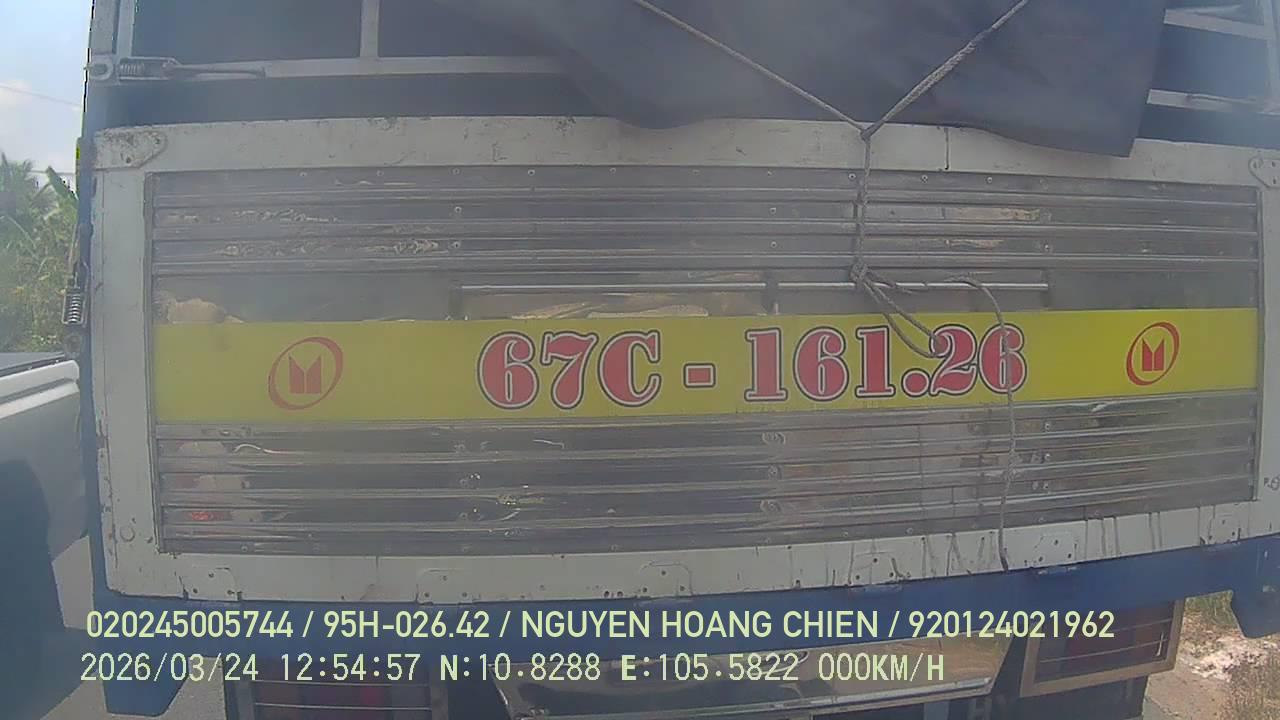 67C - 161.26
020245005744 / 95H-026.42 / NGUYEN HOANG CHIEN / 920124021962
2026/03/24 12:54:57 N:10.8288 E:105.5822 000KM/H